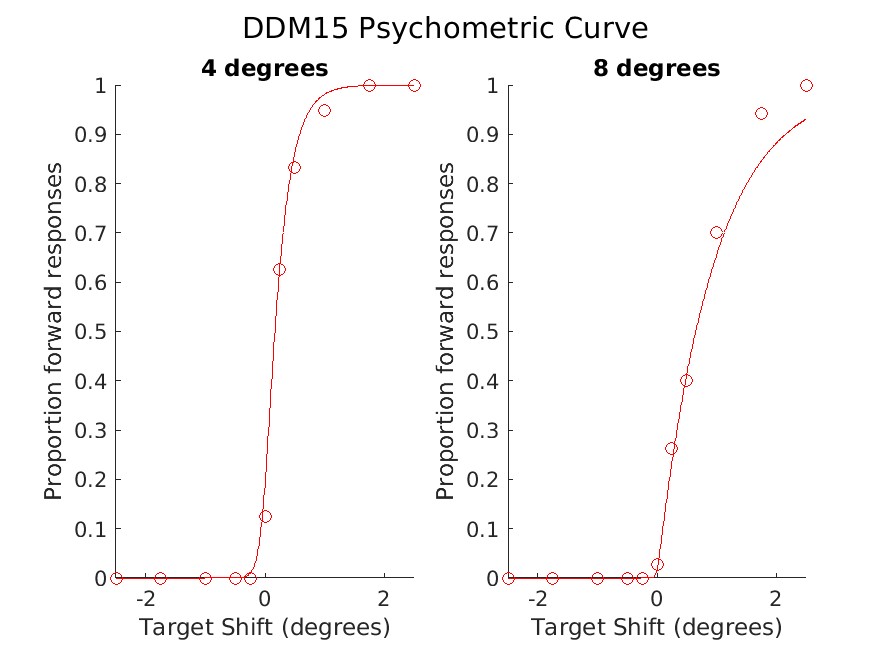 DDM15 Psychometric Curve
4 degrees
Proportion forward responses
1
0.9
0.8
0.7
0.6
0.5
0.4
0.3
0.2
0.1
0
-2 0 2
Target Shift (degrees)
8 degrees
Proportion forward responses
1
0.9
0.8
0.7
0.6
0.5
0.4
0.3
0.2
0.1
0
-2 0 2
Target Shift (degrees)